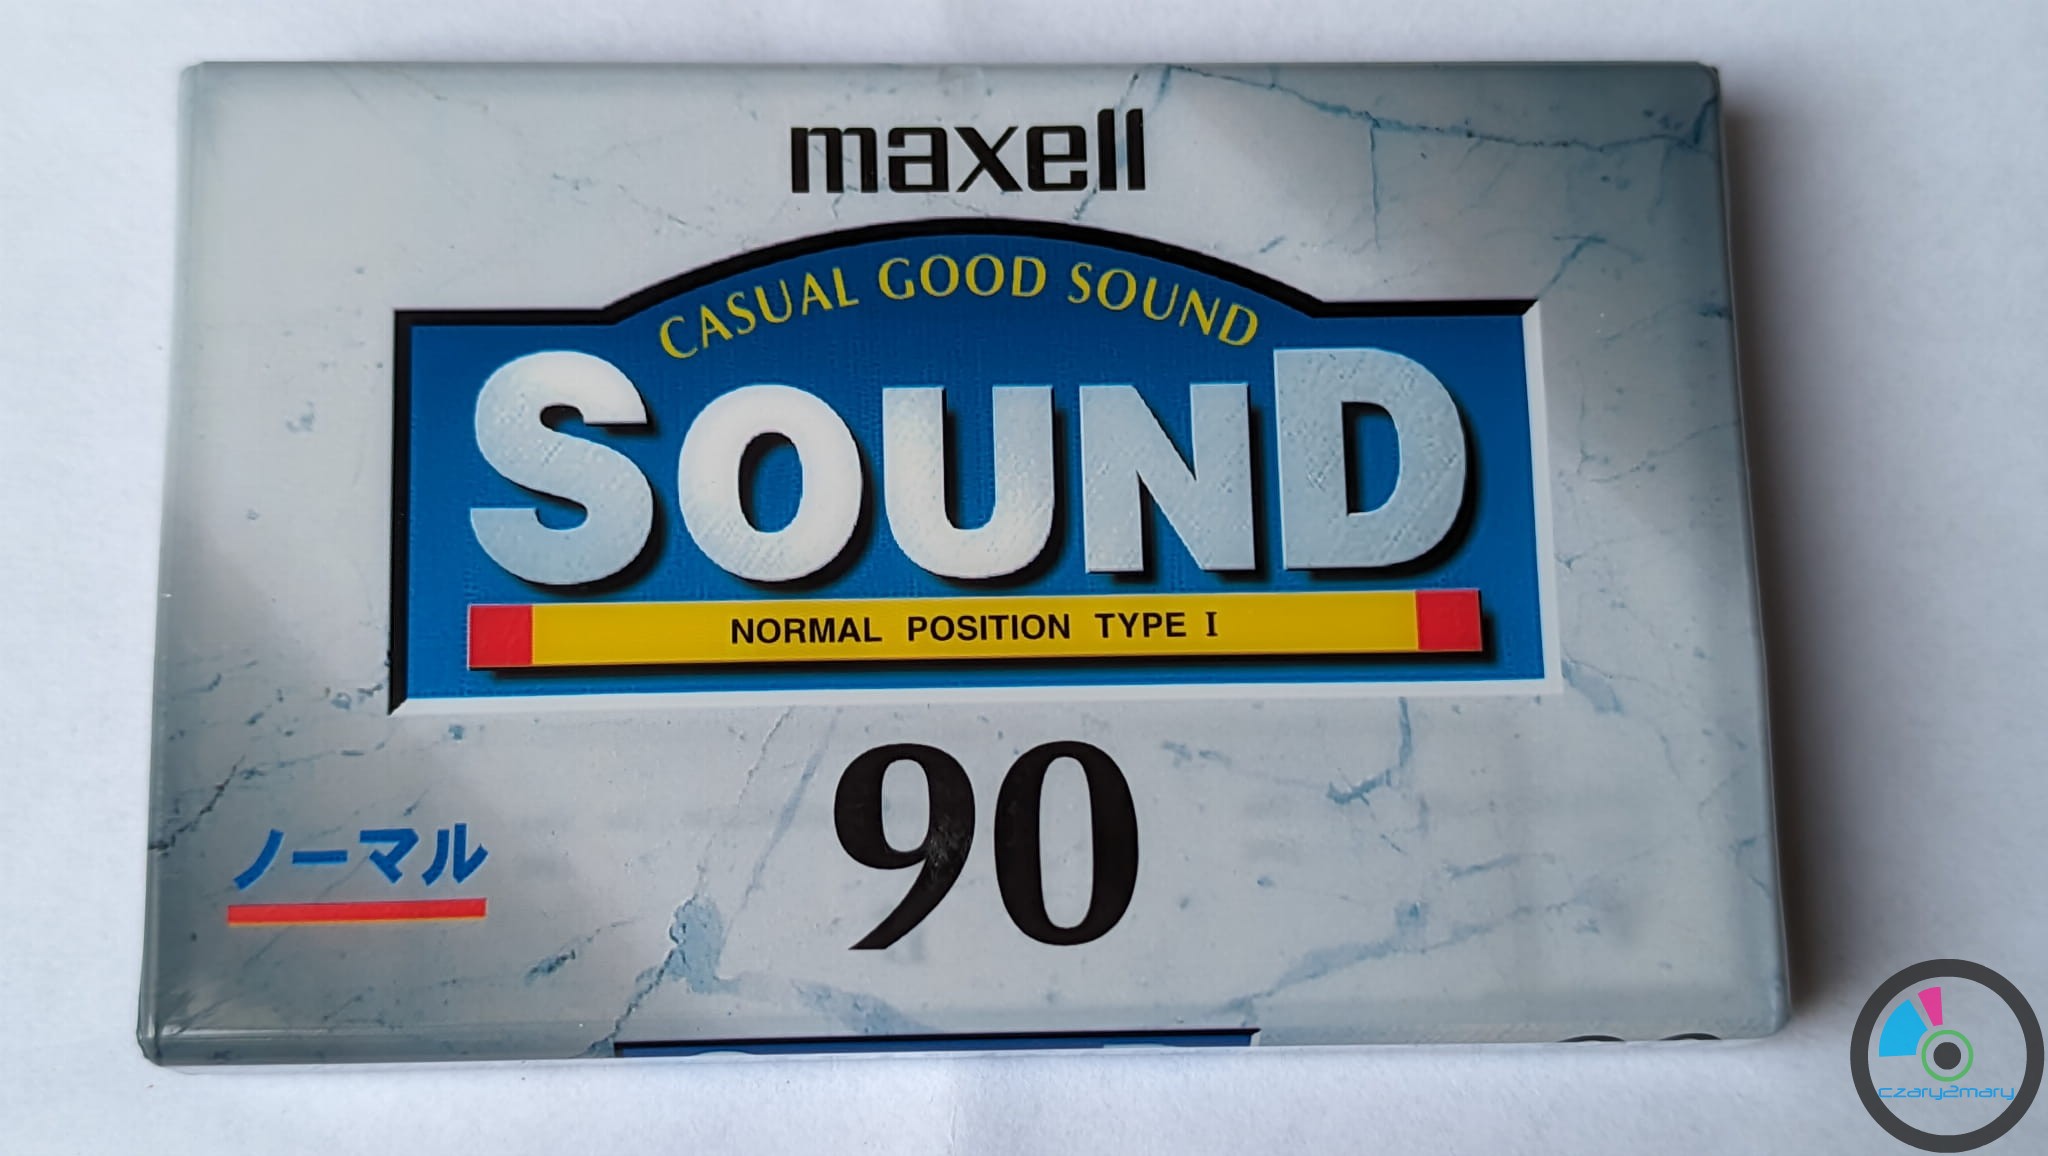 maxell
CASUAL GOOD SOUND
SOUND
NORMAL POSITION TYPE I
90
ノーマル
czary2mary